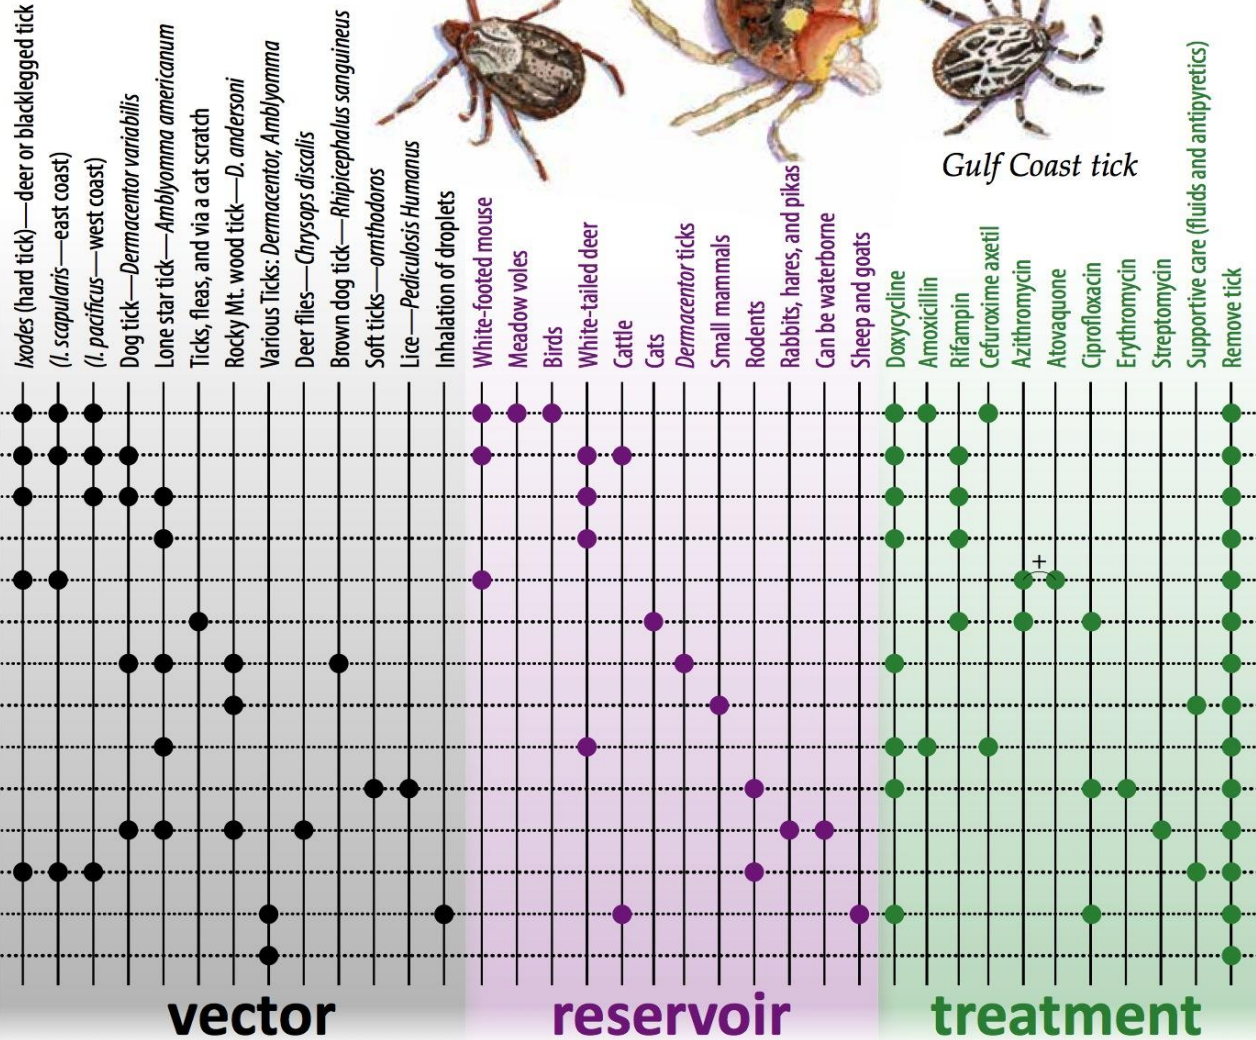 Gulf Coast tick
Ixodes (hard tick)—deer or blacklegged tick
(I. scapularis—east coast)
(I. pacificus—west coast)
Dog tick—Dermacentor variabilis
Lone star tick—Amblyomma americanum
Ticks, fleas, and via a cat scratch
Rocky Mt. wood tick—D. andersoni
Various Ticks: Dermacentor, Amblyomma
Deer flies—Chrysops discalis
Brown dog tick—Rhipicephalus sanguineus
Soft ticks—ornthodoros
Lice—Pediculosis Humanus
Inhalation of droplets
White-footed mouse
Meadow voles
Birds
White-tailed deer
Cattle
Cats
Dermacentor ticks
Small mammals
Rodents
Rabbits, hares, and pikas
Can be waterborne
Sheep and goats
Doxycycline
Amoxicillin
Rifampin
Cefuroxime axetil
Azithromycin
Atovaquone
Ciprofloxacin
Erythromycin
Streptomycin
Supportive care (fluids and antipyretics)
Remove tick
+
vector
reservoir
treatment